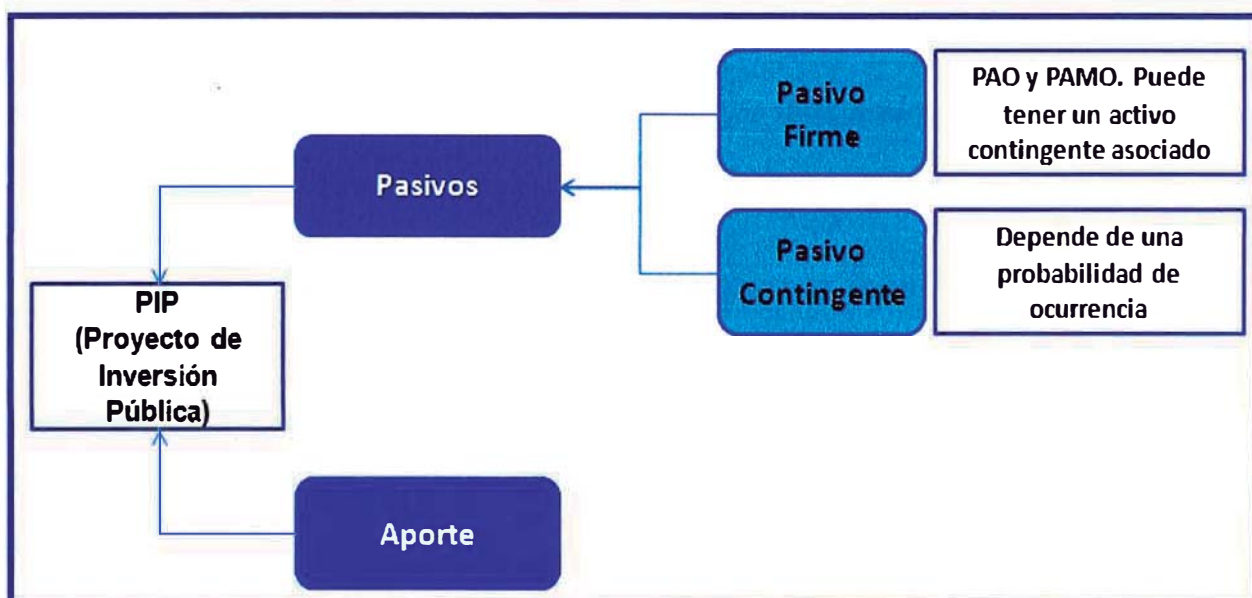 Pasivo
Firme
PAO y PAMO. Puede
tener un activo
contingente asociado
Pasivos
Pasivo
Contingente
Depende de una
probabilidad de
ocurrencia
PIP
(Proyecto de
Inversión
Pública)
Aporte